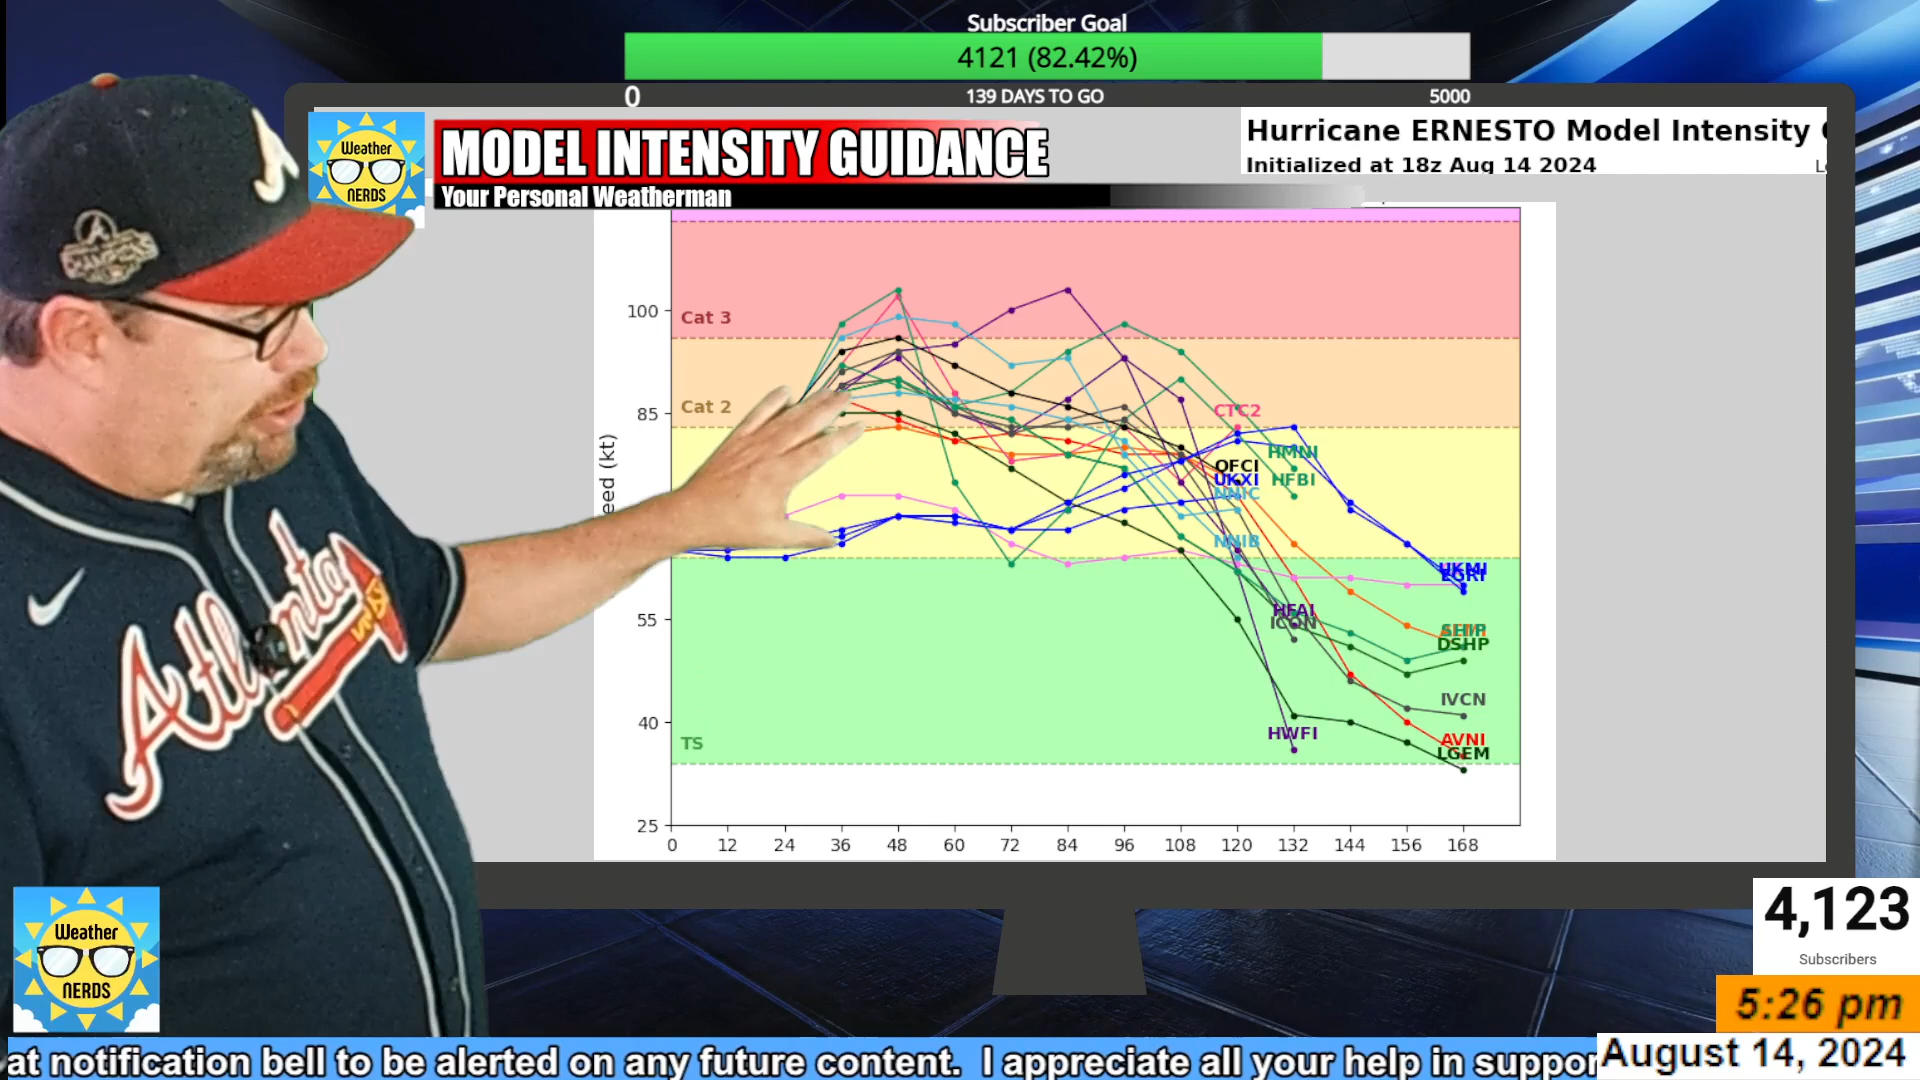 Subscriber Goal
4121 (82.42%)
0
139 DAYS TO GO
5000
Weather
NERDS
MODEL INTENSITY GUIDANCE
Your Personal Weatherman
Hurricane ERNESTO Model Intensity
Initialized at 18z Aug 14 2024
100
Cat 3
Cat 2
85
eed (kt)
CTC2
HMNI
OFCI
UKXI
HFBI
NNIC
NNIB
UKMI
EGRI
55
HFAI
ICON
DSHP
IVCN
40
TS
HWFI
AVNI
LGEM
25
0 12 24 36 48 60 72 84 96 108 120 132 144 156 168
Atlanta
4,123
Subscribers
Weather
NERDS
5:26 pm
August 14, 2024
at notification bell to be alerted on any future content. I appreciate all your help in suppor